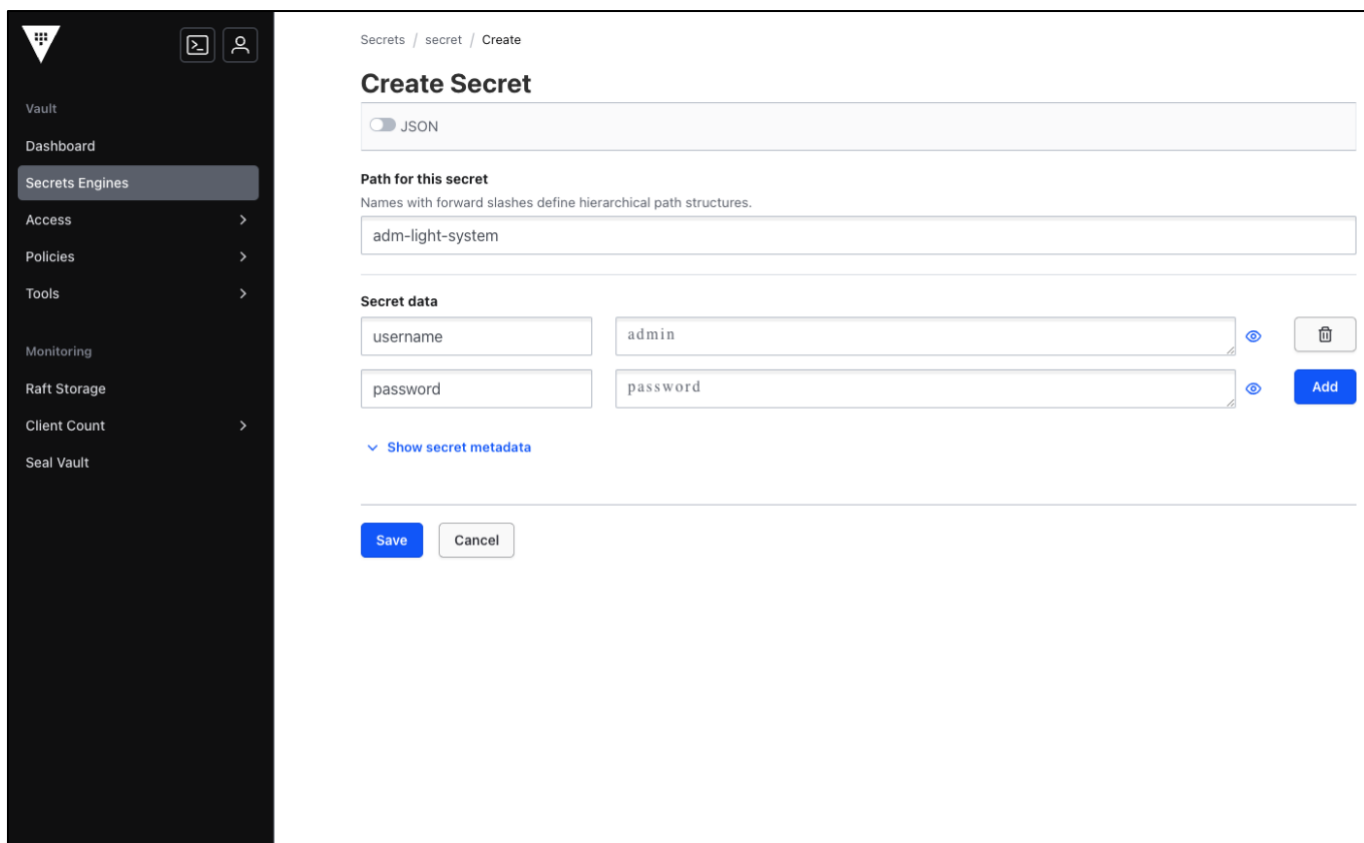 Vault
Dashboard
Secrets Engines
Access
Policies
Tools
Monitoring
Raft Storage
Client Count
Seal Vault
Secrets / secret / Create
Create Secret
JSON
Path for this secret
Names with forward slashes define hierarchical path structures.
adm-light-system
Secret data
username admin
password password Add
Show secret metadata
Save Cancel